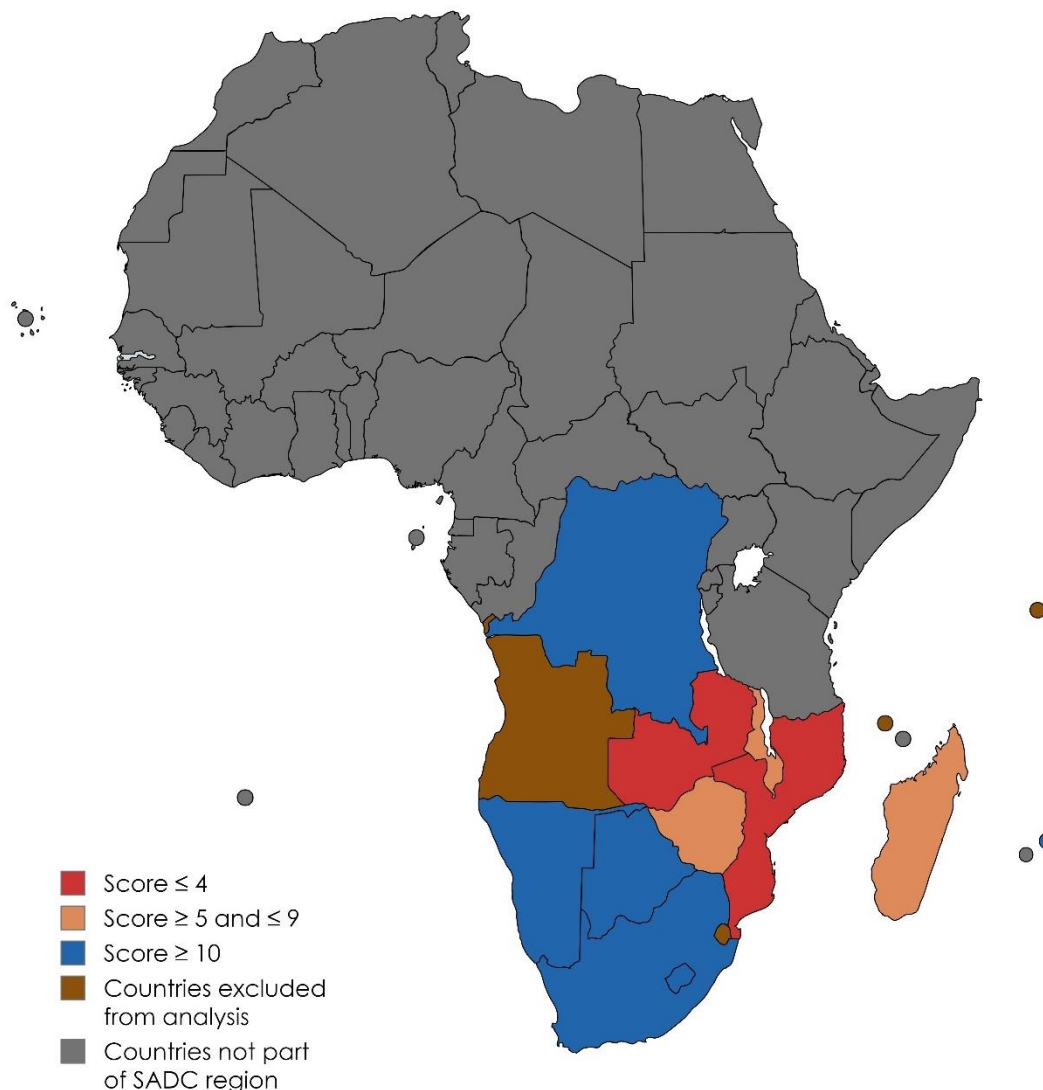 Score ≤ 4
Score ≥ 5 and ≤ 9
Score ≥ 10
Countries excluded
from analysis
Countries not part
of SADC region